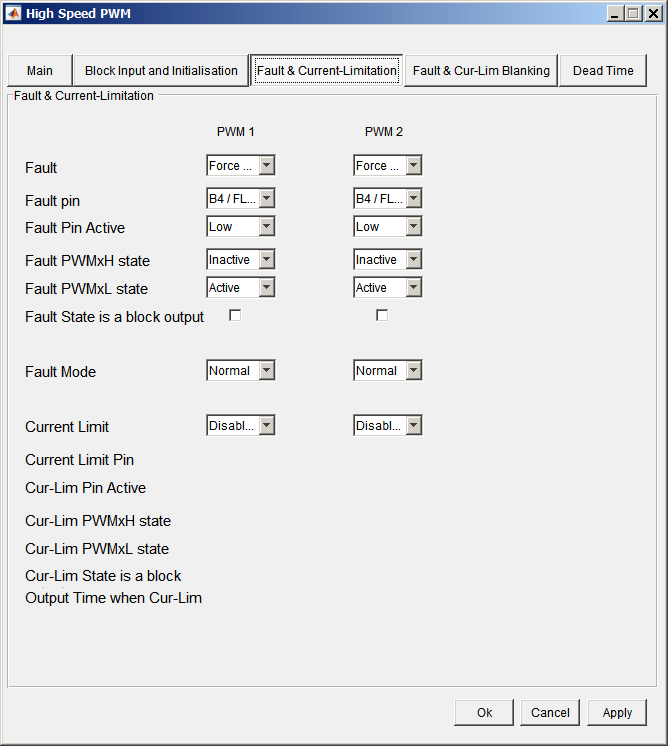 High Speed PWM
Main Block Input and Initialisation Fault & Current-Limitation Fault & Cur-Lim Blanking Dead Time
Fault & Current-Limitation
PWM 1 PWM 2
Fault Force ... Force ...
Fault pin B4 / FL... B4 / FL...
Fault Pin Active Low Low
Fault PWMxH state Inactive Inactive
Fault PWMxL state Active Active
Fault State is a block output
Fault Mode Normal Normal
Current Limit Disabl... Disabl...
Current Limit Pin
Cur-Lim Pin Active
Cur-Lim PWMxH state
Cur-Lim PWMxL state
Cur-Lim State is a block
Output Time when Cur-Lim
Ok Cancel Apply